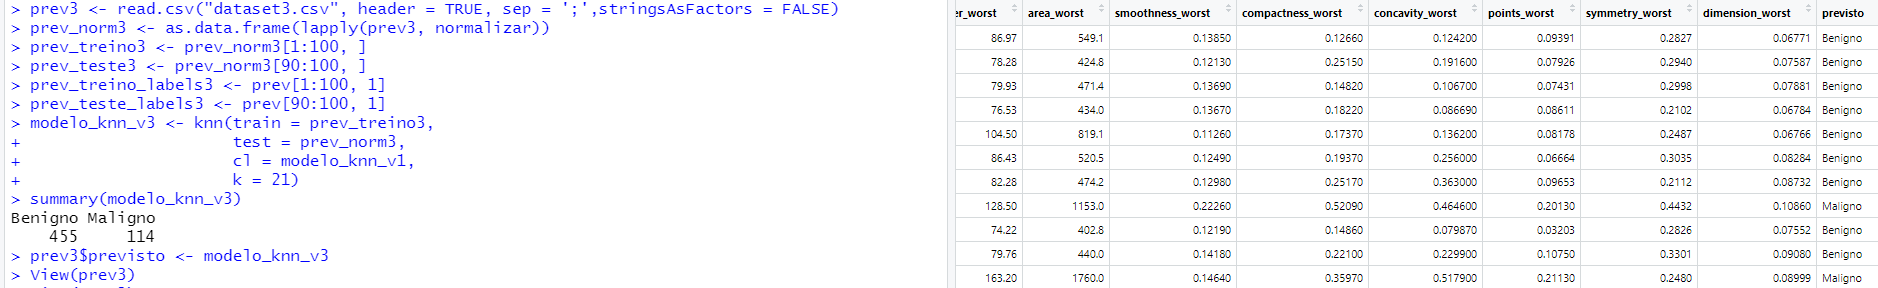 > prev3 <- read.csv("dataset3.csv", header = TRUE, sep = ';',stringsAsFactors = FALSE)
> prev_norm3 <- as.data.frame(lapply(prev3, normalizar))
> prev_treino3 <- prev_norm3[1:100, ]
> prev_teste3 <- prev_norm3[90:100, ]
> prev_treino_labels3 <- prev[1:100, 1]
> prev_teste_labels3 <- prev[90:100, 1]
> modelo_knn_v3 <- knn(train = prev_treino3,
+ test = prev_norm3,
+ cl = modelo_knn_v1,
+ k = 21)
> summary(modelo_knn_v3)
Benigno Maligno
455 114
> prev3$previsto <- modelo_knn_v3
> View(prev3)
er_worst area_worst smoothness_worst compactness_worst concavity_worst points_worst symmetry_worst dimension_worst previsto
86.97 549.1 0.13850 0.12660 0.124200 0.09391 0.2827 0.06771 Benigno
78.28 424.8 0.12130 0.25150 0.191600 0.07926 0.2940 0.07587 Benigno
79.93 471.4 0.13690 0.14820 0.106700 0.07431 0.2998 0.07881 Benigno
76.53 434.0 0.13670 0.18220 0.086690 0.08611 0.2102 0.06784 Benigno
104.50 819.1 0.11260 0.17370 0.136200 0.08178 0.2487 0.06766 Benigno
86.43 520.5 0.12490 0.19370 0.256000 0.06664 0.3035 0.08284 Benigno
82.28 474.2 0.12980 0.25170 0.363000 0.09653 0.2112 0.08732 Benigno
128.50 1153.0 0.22260 0.52090 0.464600 0.20130 0.4432 0.10860 Maligno
74.22 402.8 0.12190 0.14860 0.079870 0.03203 0.2826 0.07552 Benigno
79.76 440.0 0.14180 0.22100 0.229900 0.10750 0.3301 0.09080 Benigno
163.20 1760.0 0.14640 0.35970 0.517900 0.21130 0.2480 0.08999 Maligno